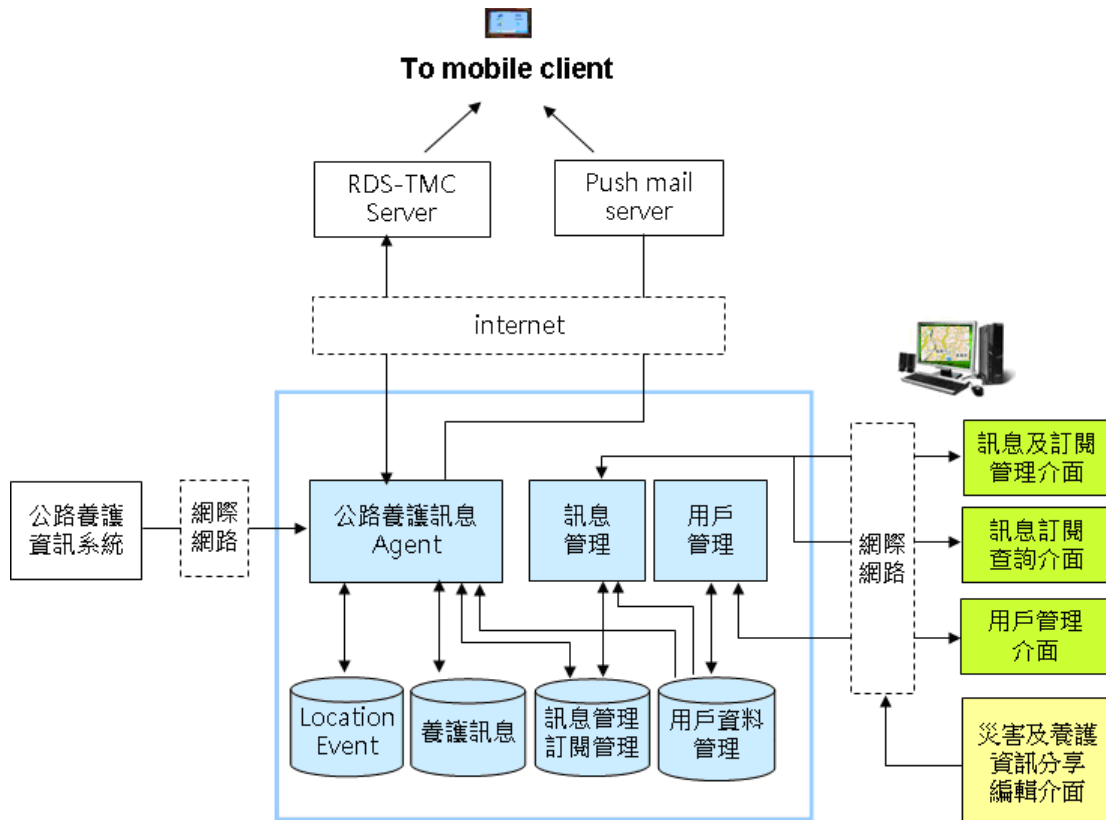 To mobile client
RDS-TMC
Server
Push mail
server
internet
公路養護
資訊系統
網際
網路
公路養護訊息
Agent
訊息
管理
用戶
管理
網際
網路
訊息及訂閱
管理介面
訊息訂閱
查詢介面
用戶管理
介面
Location
Event
養護訊息
訊息管理
訂閱管理
用戶資料
管理
災害及養護
資訊分享
編輯介面